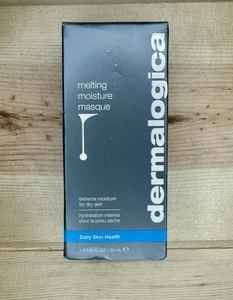 melting
moisture
masque
dermalogica
extreme moisture
for dry skin
hydratation intense
pour la peau sèche
Daily Skin Health